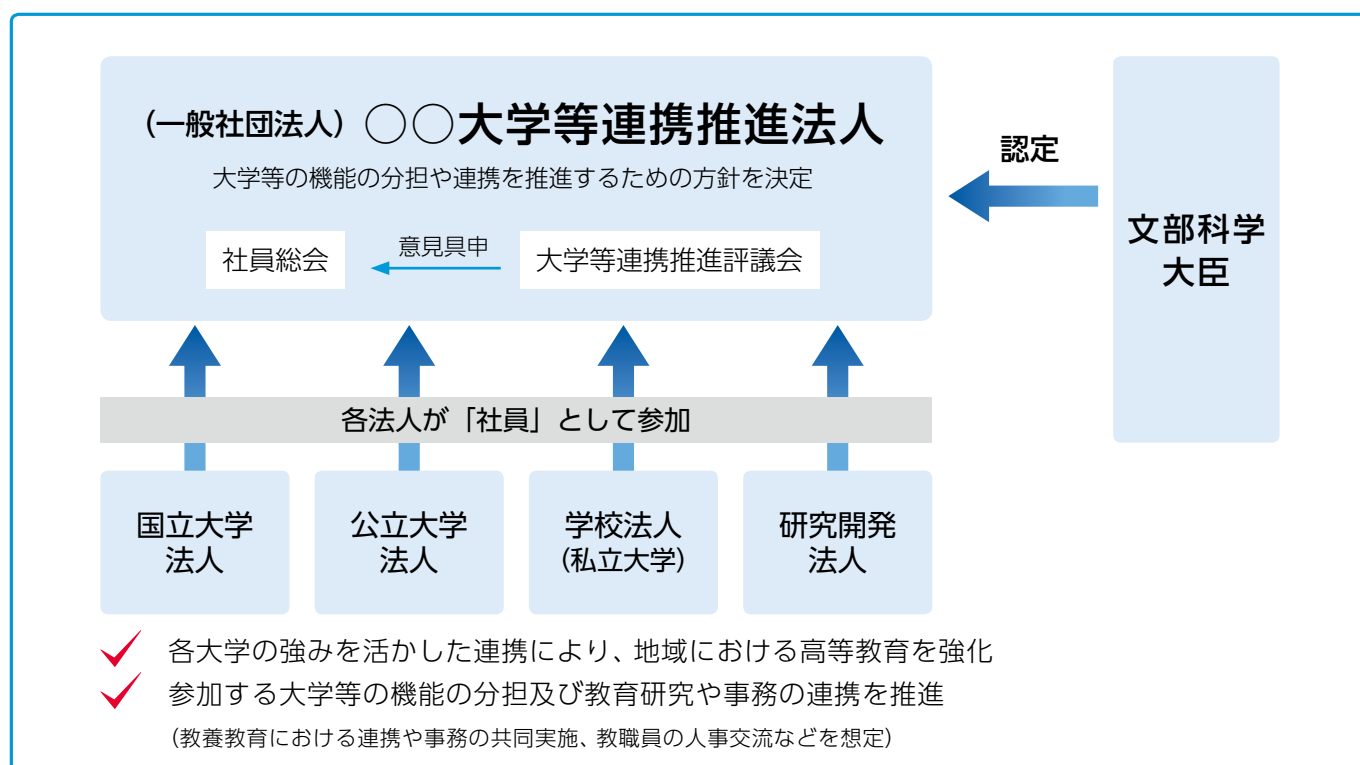 (一般社団法人)○○大学等連携推進法人
大学等の機能の分担や連携を推進するための方針を決定
社員総会
意見具申
大学等連携推進評議会
認定
文部科学
大臣
各法人が「社員」として参加
国立大学
法人
公立大学
法人
学校法人
(私立大学)
研究開発
法人
各大学の強みを活かした連携により、地域における高等教育を強化
参加する大学等の機能の分担及び教育研究や事務の連携を推進
(教養教育における連携や事務の共同実施、教職員の人事交流などを想定)